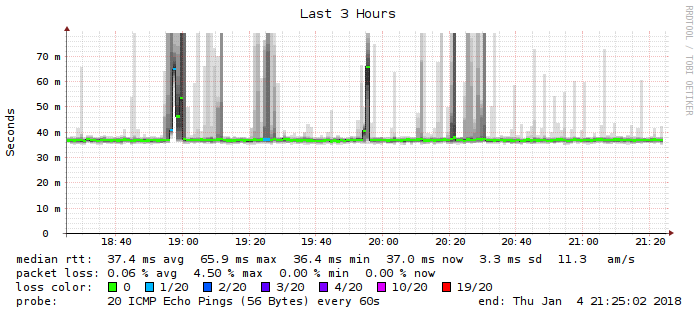 Last 3 Hours
RRDTOOL / TOBI OETIKER
Seconds
70 m
60 m
50 m
40 m
30 m
20 m
10 m
0
18:40 19:00 19:20 19:40 20:00 20:20 20:40 21:00 21:20
median rtt: 37.4 ms avg 65.9 ms max 36.4 ms min 37.0 ms now 3.3 ms sd 11.3 am/s
packet loss: 0.06 % avg 4.50 % max 0.00 % min 0.00 % now
loss color: 0 1/20 2/20 3/20 4/20 10/20 19/20
probe: 20 ICMP Echo Pings (56 Bytes) every 60s end: Thu Jan 4 21:25:02 2018